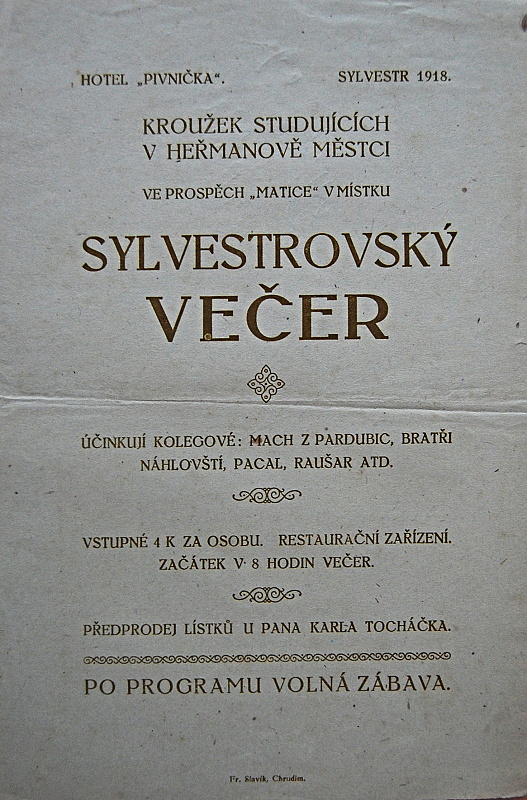 HOTEL „PIVNIČKA“. SYLVESTR 1918.
KROUŽEK STUDUJÍCÍCH
V HEŘMANOVĚ MĚSTCI
VE PROSPĚCH „MATICE“ V MÍSTKU
SYLVESTROVSKÝ
VEČER
ÚČINKUJÍ KOLEGOVÉ: MACH Z PARDUBIC, BRATŘI
NÁHLOVŠTÍ, PACAL, RAUŠAR ATD.
VSTUPNÉ 4 K ZA OSOBU. RESTAURAČNÍ ZAŘÍZENÍ.
ZAČÁTEK V 8 HODIN VEČER.
PŘEDPRODEJ LÍSTKŮ U PANA KARLA TOCHÁČKA.
PO PROGRAMU VOLNÁ ZÁBAVA.
Fr. Slavík, Chrudim.